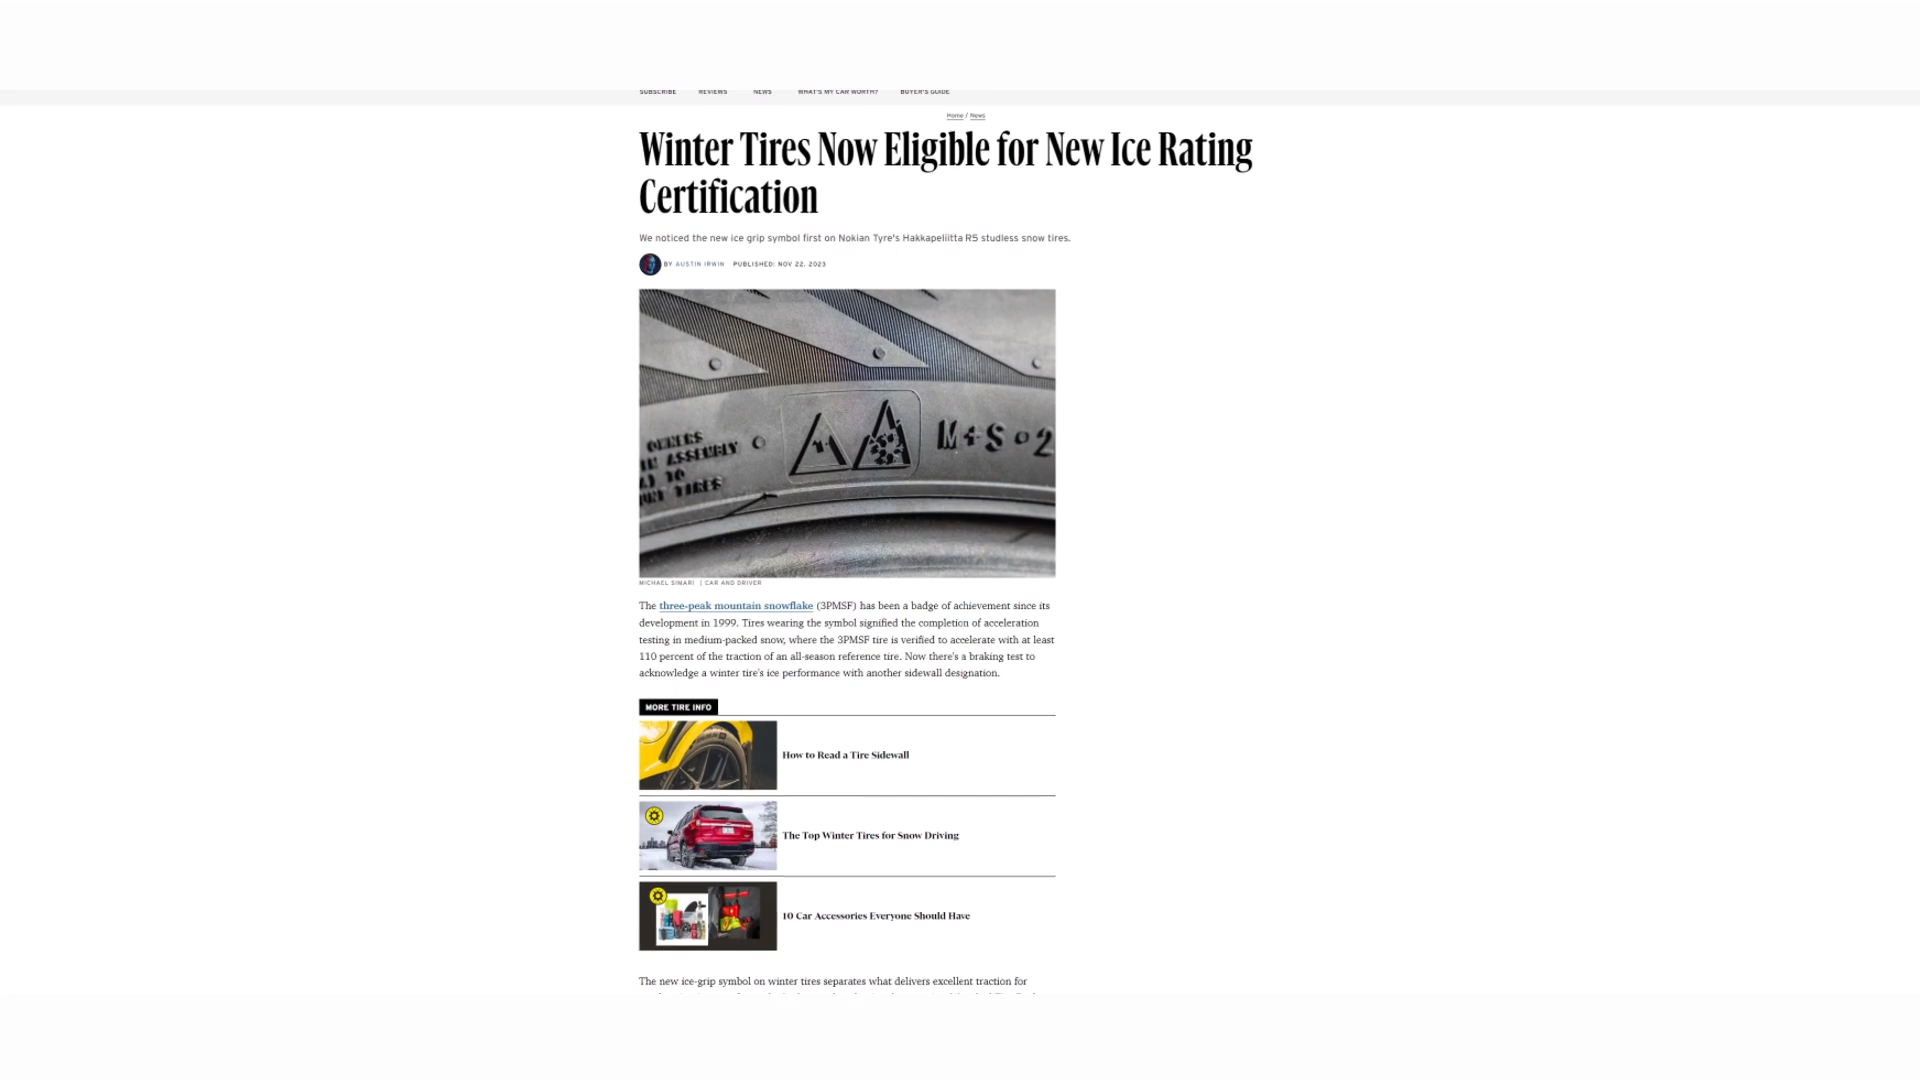 SUBSCRIBE REVIEWS NEWS WHAT'S MY CAR WORTH? BUYER'S GUIDE
Home / News
Winter Tires Now Eligible for New Ice Rating
Certification
We noticed the new ice grip symbol first on Nokian Tyre's Hakkapeliitta R5 studless snow tires.
BY AUSTIN IRWIN PUBLISHED: NOV 22, 2023
OWNERS
IN ASSEMBLY
TO
TIRES
M+S
MICHAEL SIMARI | CAR AND DRIVER
The three-peak mountain snowflake (3PMSF) has been a badge of achievement since its
development in 1999. Tires wearing the symbol signified the completion of acceleration
testing in medium-packed snow, where the 3PMSF tire is verified to accelerate with at least
110 percent of the traction of an all-season reference tire. Now there's a braking test to
acknowledge a winter tire's ice performance with another sidewall designation.
MORE TIRE INFO
How to Read a Tire Sidewall
The Top Winter Tires for Snow Driving
10 Car Accessories Everyone Should Have
The new ice-grip symbol on winter tires separates what delivers excellent traction for